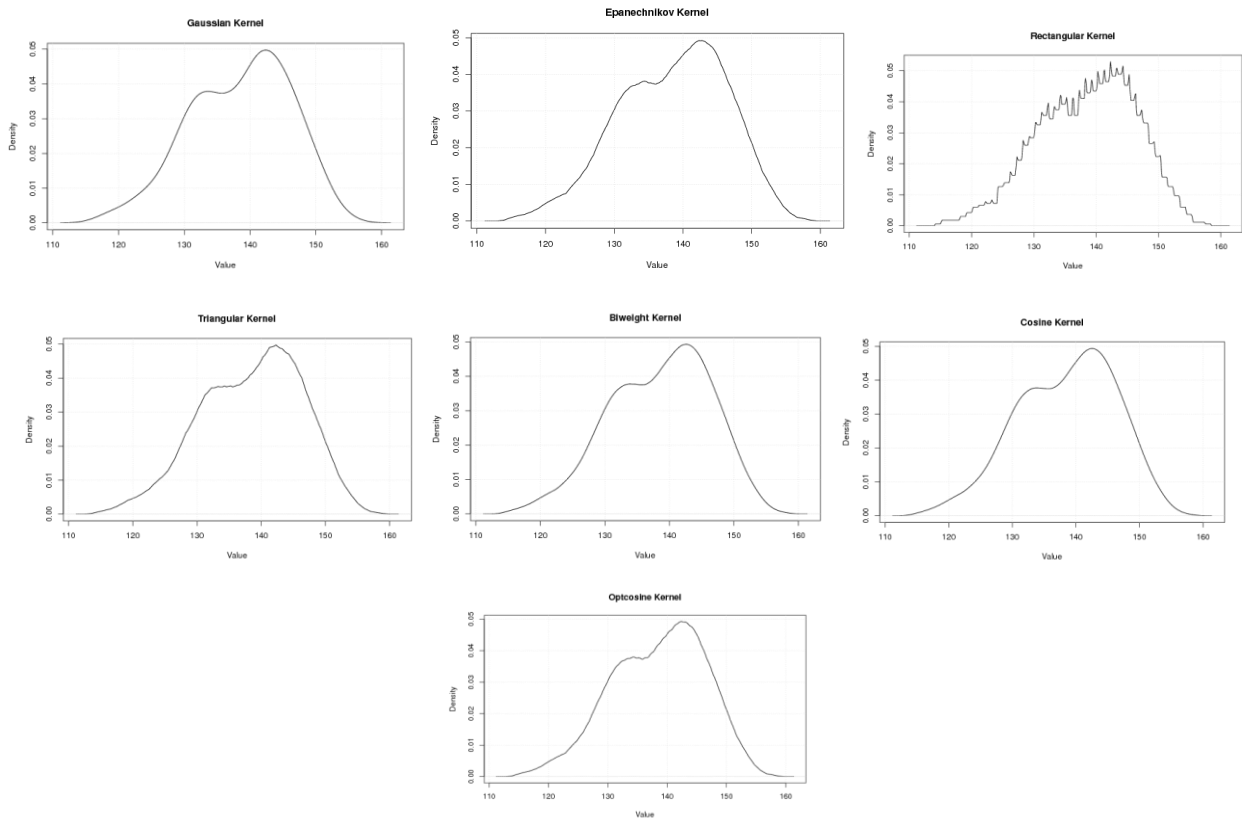 Gaussian Kernel
Density
0.00 0.01 0.02 0.03 0.04 0.05
110 120 130 140 150 160
Value
Epanechnikov Kernel
Density
0.00 0.01 0.02 0.03 0.04 0.05
110 120 130 140 150 160
Value
Rectangular Kernel
Density
0.00 0.01 0.02 0.03 0.04 0.05
110 120 130 140 150 160
Value
Triangular Kernel
Density
0.00 0.01 0.02 0.03 0.04 0.05
110 120 130 140 150 160
Value
Biweight Kernel
Density
0.00 0.01 0.02 0.03 0.04 0.05
110 120 130 140 150 160
Value
Cosine Kernel
Density
0.00 0.01 0.02 0.03 0.04 0.05
110 120 130 140 150 160
Value
Optcosine Kernel
Density
0.00 0.01 0.02 0.03 0.04 0.05
110 120 130 140 150 160
Value